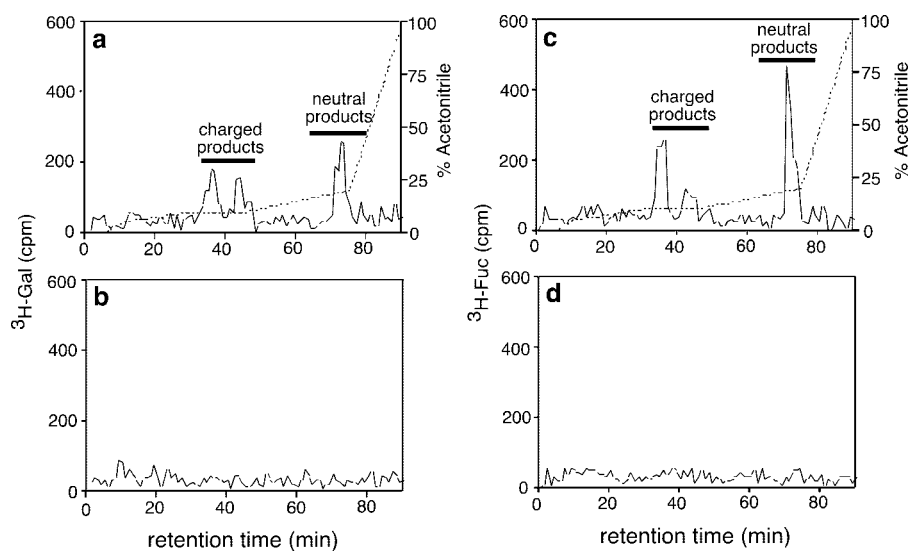 a
600
400
200
0
charged
products
neutral
products
100
75
50
25
0
% Acetonitrile
0 20 40 60 80
³H-Gal (cpm)
b
600
400
200
0
0 20 40 60 80
retention time (min)
c
600
400
200
0
charged
products
neutral
products
100
75
50
25
0
% Acetonitrile
0 20 40 60 80
³H-Fuc (cpm)
d
600
400
200
0
0 20 40 60 80
retention time (min)